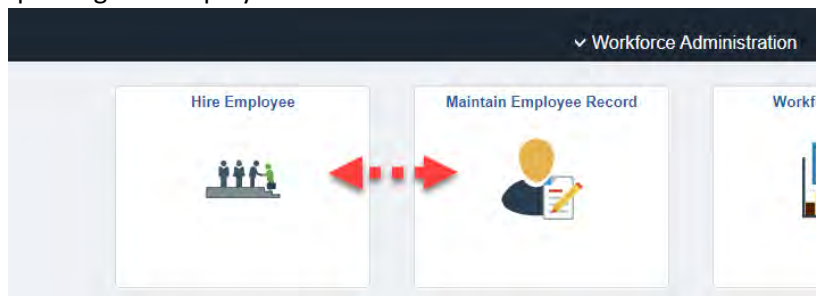 Workforce Administration
Hire Employee
Maintain Employee Record